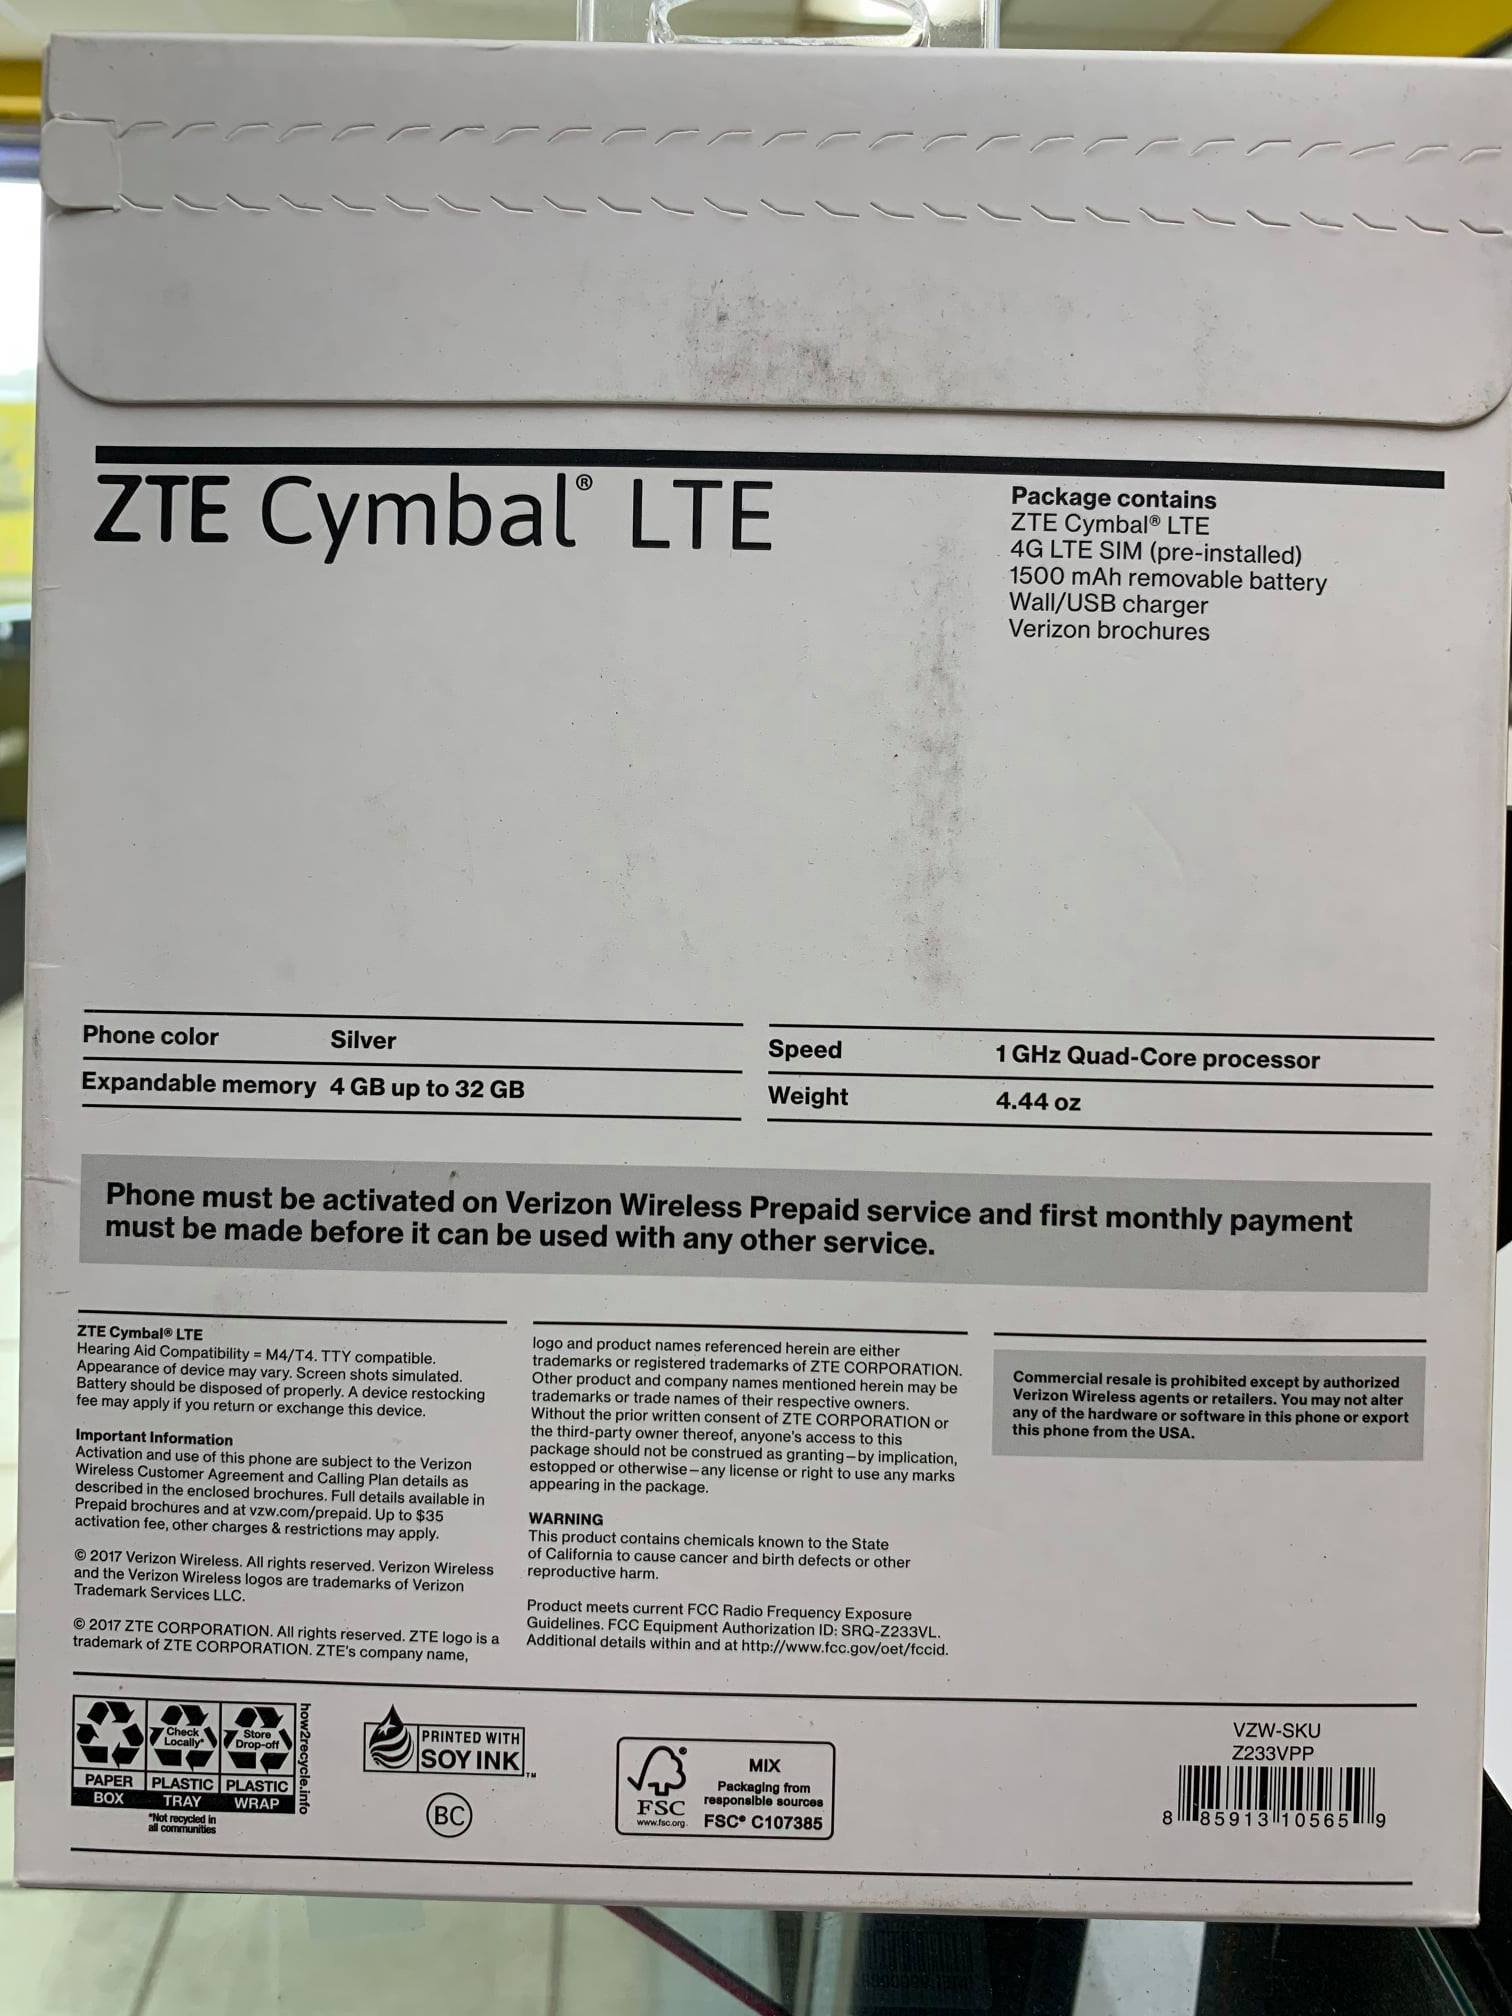 ZTE Cymbal® LTE
Package contains
ZTE Cymbal® LTE
4G LTE SIM (pre-installed)
1500 mAh removable battery
Wall/USB charger
Verizon brochures
Phone color Silver
Expandable memory 4 GB up to 32 GB
Speed 1 GHz Quad-Core processor
Weight 4.44 oz
Phone must be activated on Verizon Wireless Prepaid service and first monthly payment
must be made before it can be used with any other service.
ZTE Cymbal® LTE
Hearing Aid Compatibility = M4/T4. TTY compatible.
Appearance of device may vary. Screen shots simulated.
Battery should be disposed of properly. A device restocking
fee may apply if you return or exchange this device.
Important Information
Activation and use of this phone are subject to the Verizon
Wireless Customer Agreement and Calling Plan details as
described in the enclosed brochures. Full details available in
Prepaid brochures and at vzw.com/prepaid. Up to $35
activation fee, other charges & restrictions may apply.
© 2017 Verizon Wireless. All rights reserved. Verizon Wireless
and the Verizon Wireless logos are trademarks of Verizon
Trademark Services LLC.
© 2017 ZTE CORPORATION. All rights reserved. ZTE logo is a
trademark of ZTE CORPORATION. ZTE's company name,
logo and product names referenced herein are either
trademarks or registered trademarks of ZTE CORPORATION.
Other product and company names mentioned herein may be
trademarks or trade names of their respective owners.
Without the prior written consent of ZTE CORPORATION or
the third-party owner thereof, anyone's access to this
package should not be construed as granting—by implication,
estopped or otherwise—any license or right to use any marks
appearing in the package.
WARNING
This product contains chemicals known to the State
of California to cause cancer and birth defects or other
reproductive harm.
Product meets current FCC Radio Frequency Exposure
Guidelines. FCC Equipment Authorization ID: SRQ-Z233VL.
Additional details within and at http://www.fcc.gov/oet/fccid.
Commercial resale is prohibited except by authorized
Verizon Wireless agents or retailers. You may not alter
any of the hardware or software in this phone or export
this phone from the USA.
Check
Locally*
Store
Drop-off
PAPER
BOX
PLASTIC
TRAY
PLASTIC
WRAP
*Not recycled in
all communities
how2recycle.info
PRINTED WITH
SOY INK™
BC
FSC
www.fsc.org
MIX
Packaging from
responsible sources
FSC® C107385
VZW-SKU
Z233VPP
8 85913 10565 9